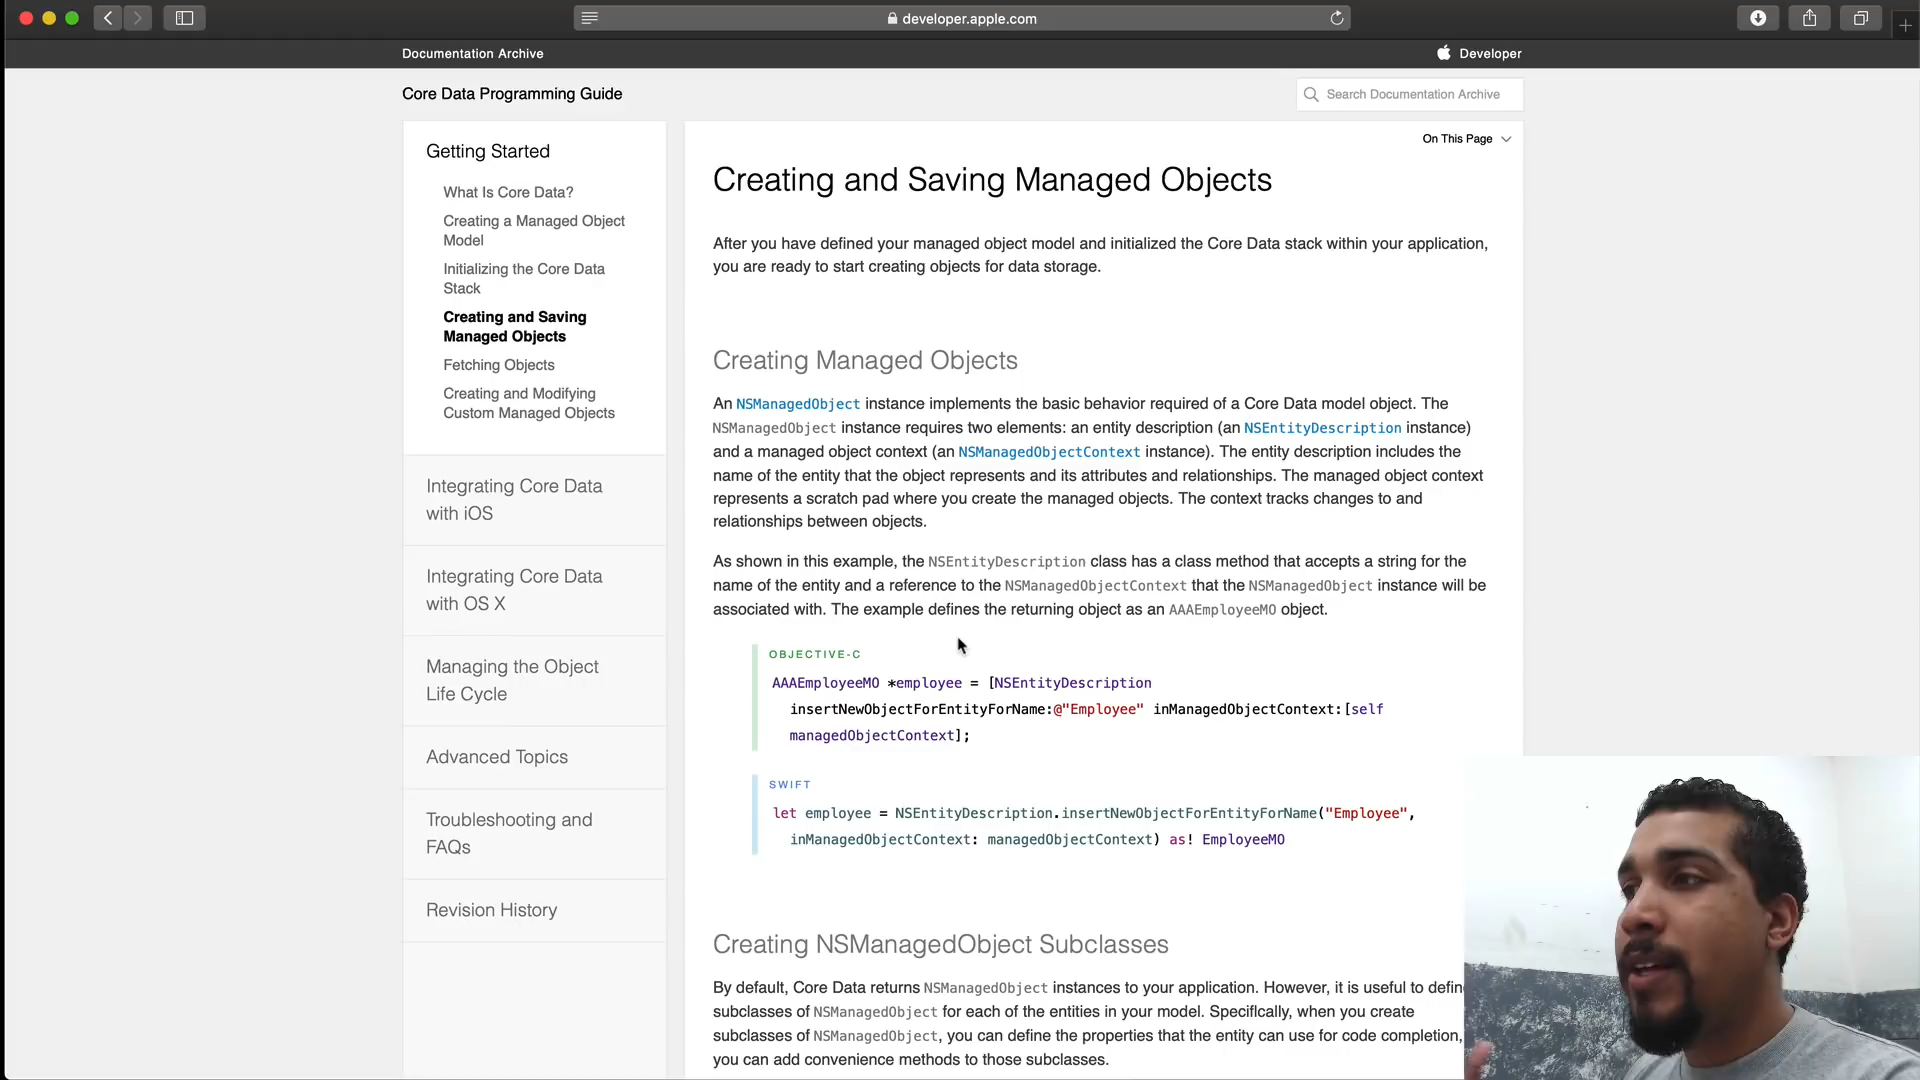 developer.apple.com
Documentation Archive
Developer
Core Data Programming Guide
Search Documentation Archive
Getting Started
What Is Core Data?
Creating a Managed Object
Model
Initializing the Core Data
Stack
Creating and Saving
Managed Objects
Fetching Objects
Creating and Modifying
Custom Managed Objects
Integrating Core Data
with iOS
Integrating Core Data
with OS X
Managing the Object
Life Cycle
Advanced Topics
Troubleshooting and
FAQs
Revision History
On This Page
Creating and Saving Managed Objects
After you have defined your managed object model and initialized the Core Data stack within your application,
you are ready to start creating objects for data storage.
Creating Managed Objects
An NSManagedObject instance implements the basic behavior required of a Core Data model object. The
NSManagedObject instance requires two elements: an entity description (an NSEntityDescription instance)
and a managed object context (an NSManagedObjectContext instance). The entity description includes the
name of the entity that the object represents and its attributes and relationships. The managed object context
represents a scratch pad where you create the managed objects. The context tracks changes to and
relationships between objects.
As shown in this example, the NSEntityDescription class has a class method that accepts a string for the
name of the entity and a reference to the NSManagedObjectContext that the NSManagedObject instance will be
associated with. The example defines the returning object as an AAAEmployeeMO object.
OBJECTIVE-C
AAAEmployeeMO *employee = [NSEntityDescription
insertNewObjectForEntityForName:@"Employee" inManagedObjectContext:[self
managedObjectContext];
SWIFT
let employee = NSEntityDescription.insertNewObjectForEntityForName("Employee",
inManagedObjectContext: managedObjectContext) as! EmployeeMO
Creating NSManagedObject Subclasses
By default, Core Data returns NSManagedObject instances to your application. However, it is useful to defin
subclasses of NSManagedObject for each of the entities in your model. Specifically, when you create
subclasses of NSManagedObject, you can define the properties that the entity can use for code completion,
you can add convenience methods to those subclasses.